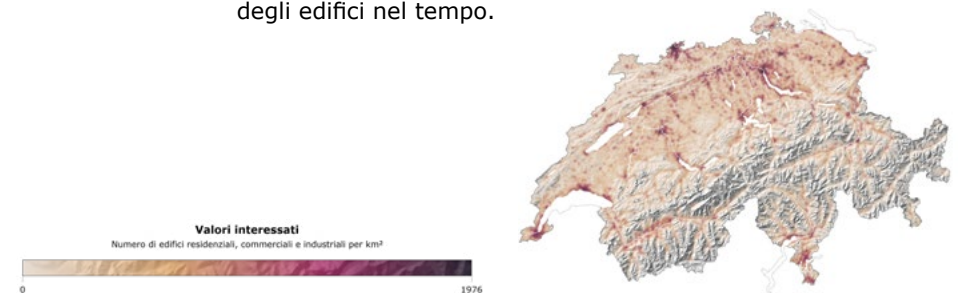 degli edifici nel tempo.
Valori interessati
Numero di edifici residenziali, commerciali e industriali per km²
0
1976